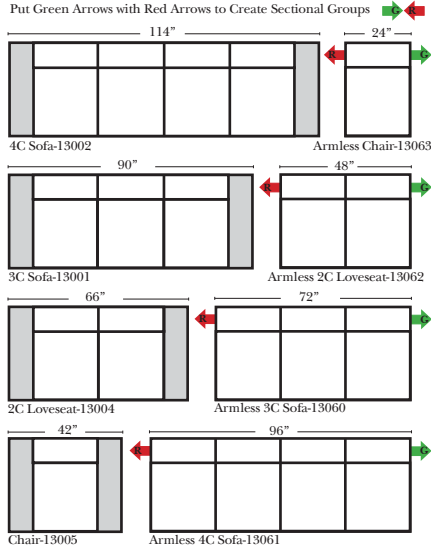 Put Green Arrows with Red Arrows to Create Sectional Groups G R
114” 24”
R G
4C Sofa-13002 Armless Chair-13063
90” 48”
R G
3C Sofa-13001 Armless 2C Loveseat-13062
66” 72”
R G
2C Loveseat-13004 Armless 3C Sofa-13060
42” 96”
R G
Chair-13005 Armless 4C Sofa-13061